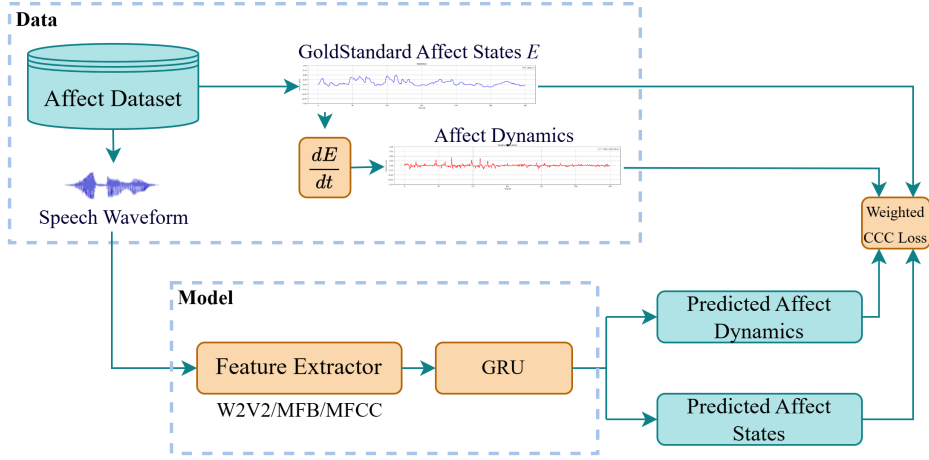 Data
GoldStandard Affect States E
Affect Dataset
Affect Dynamics
dE
dt
Speech Waveform
Weighted
CCC Loss
Model
Predicted Affect
Dynamics
Feature Extractor
GRU
W2V2/MFB/MFCC
Predicted Affect
States